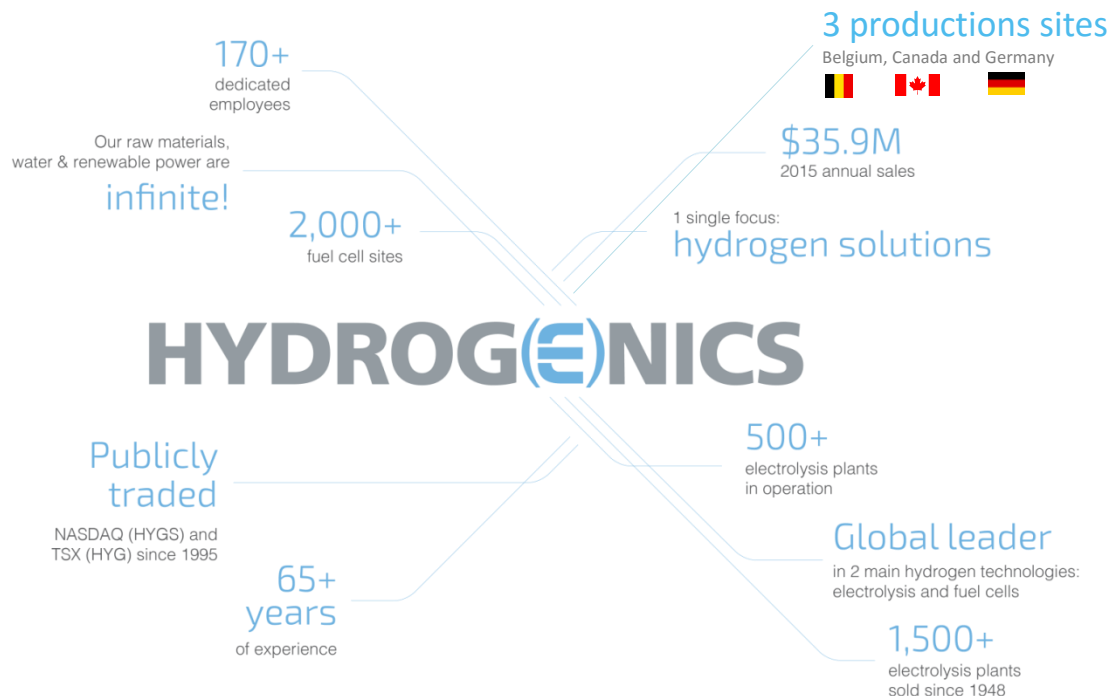 3 productions sites
Belgium, Canada and Germany
170+
dedicated
employees
$35.9M
2015 annual sales
Our raw materials,
water & renewable power are
infinite!
2,000+
fuel cell sites
1 single focus:
hydrogen solutions
HYDROGENICS
Publicly
traded
NASDAQ (HYGS) and
TSX (HYG) since 1995
500+
electrolysis plants
in operation
65+
years
of experience
Global leader
in 2 main hydrogen technologies:
electrolysis and fuel cells
1,500+
electrolysis plants
sold since 1948